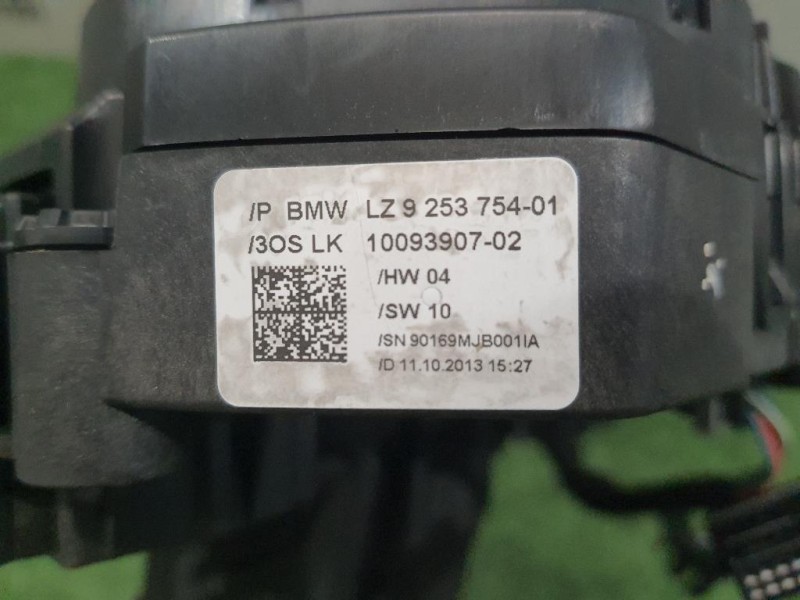 /P BMW LZ 9 253 754-01
/3OS LK 10093907-02
/HW 04
/SW 10
/SN 90169MJB001IA
/D 11.10.2013 15:27